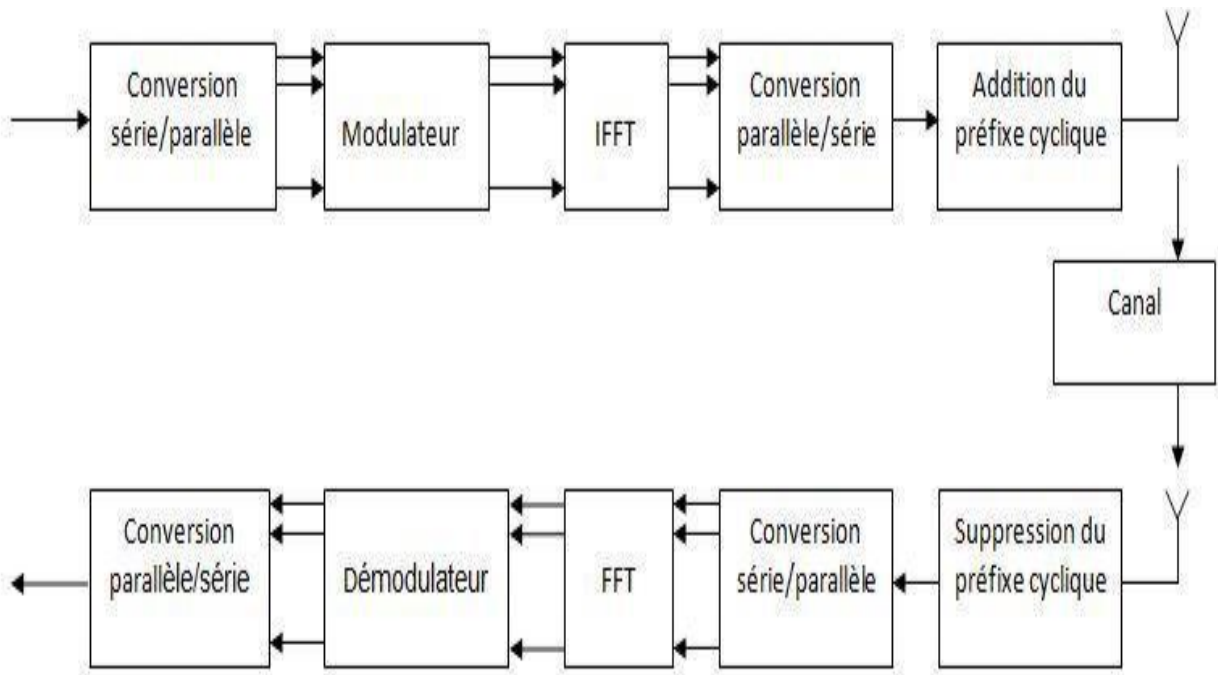 Conversion
série/parallèle
Modulateur
IFFT
Conversion
parallèle/série
Addition du
préfixe cyclique
Canal
Conversion
parallèle/série
Démodulateur
FFT
Conversion
série/parallèle
Suppression du
préfixe cyclique